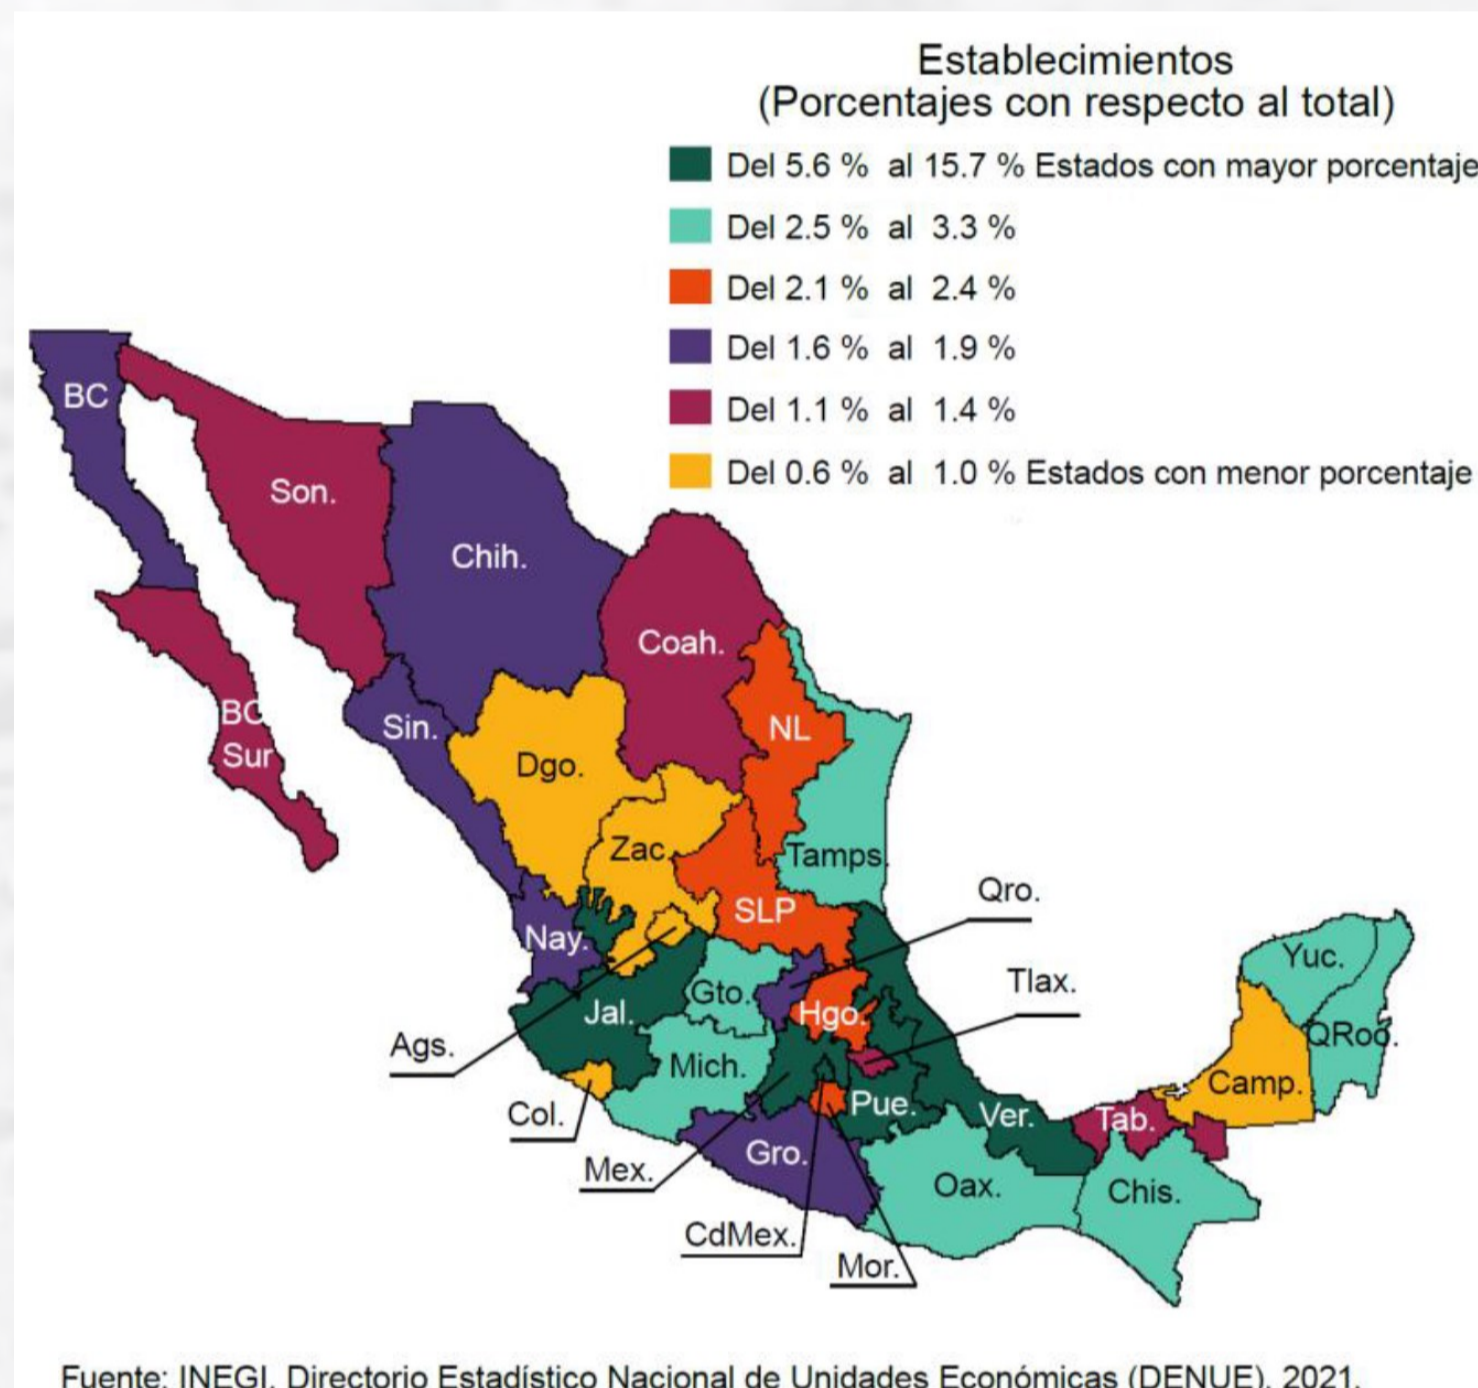 Establecimientos
(Porcentajes con respecto al total)
Del 5.6 % al 15.7 % Estados con mayor porcentaje
Del 2.5 % al 3.3 %
Del 2.1 % al 2.4 %
Del 1.6 % al 1.9 %
Del 1.1 % al 1.4 %
Del 0.6 % al 1.0 % Estados con menor porcentaje
BC
Son.
Chih.
Coah.
BC
Sur
Sin.
NL
Dgo.
Zac.
Tamps.
SLP
Qro.
Nay.
Yuc.
Tlax.
Gto.
Jal.
Hgo.
QRoo.
Ags.
Mich.
Camp.
Col.
Pue.
Ver.
Tab.
Gro.
Mex.
Oax.
Chis.
CdMex.
Mor.
Fuente: INEGI. Directorio Estadístico Nacional de Unidades Económicas (DENUE), 2021.